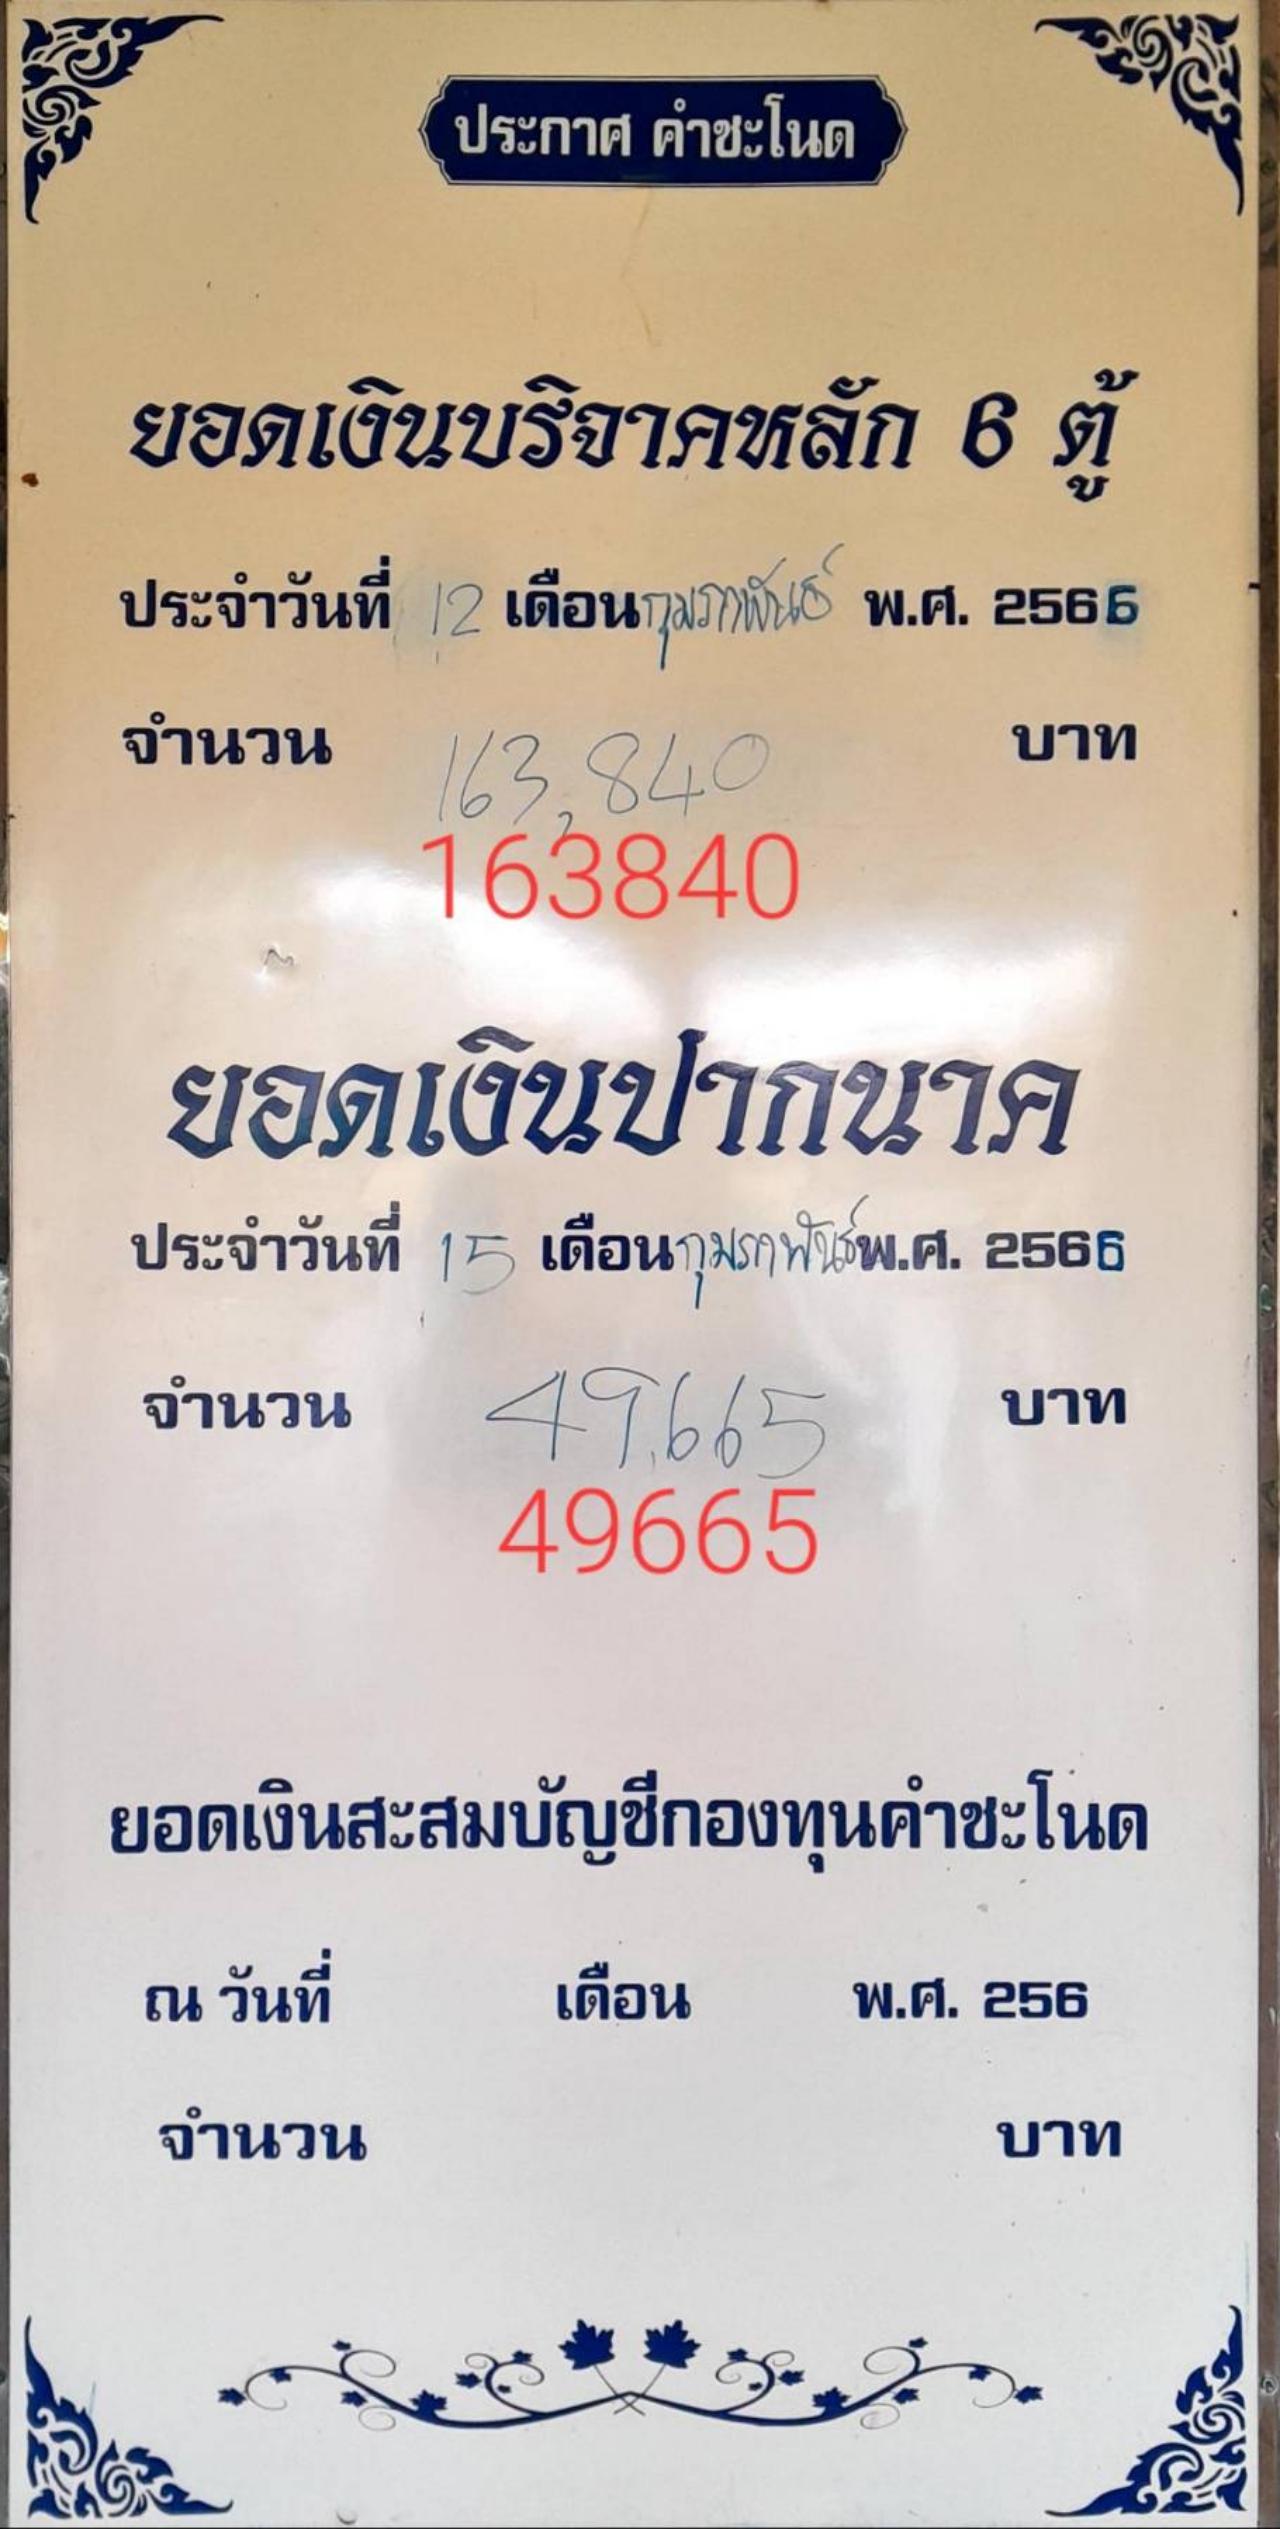 ประกาศ คำชะโนด
ยอดเงินบริจาคหลัก 6 ตู้
ประจำวันที่ 12 เดือนกุมภาพันธ์ พ.ศ. 2566
จำนวน 163,840 บาท
163840
ยอดเงินปากนาค
ประจำวันที่ 15 เดือนกุมภาพันธ์ พ.ศ. 2566
จำนวน 49,665 บาท
49665
ยอดเงินสะสมบัญชีกองทุนคำชะโนด
ณ วันที่ เดือน พ.ศ. 256
จำนวน บาท